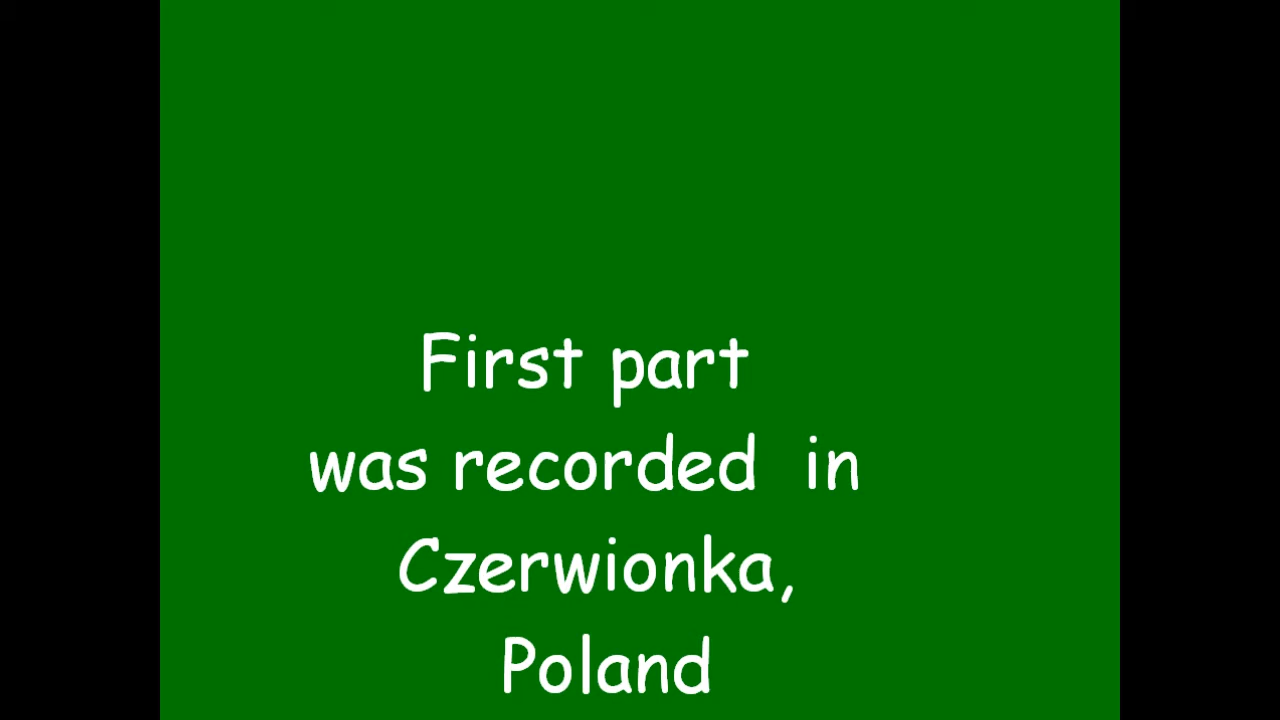 First part
was recorded  in
Czerwionka,
Poland